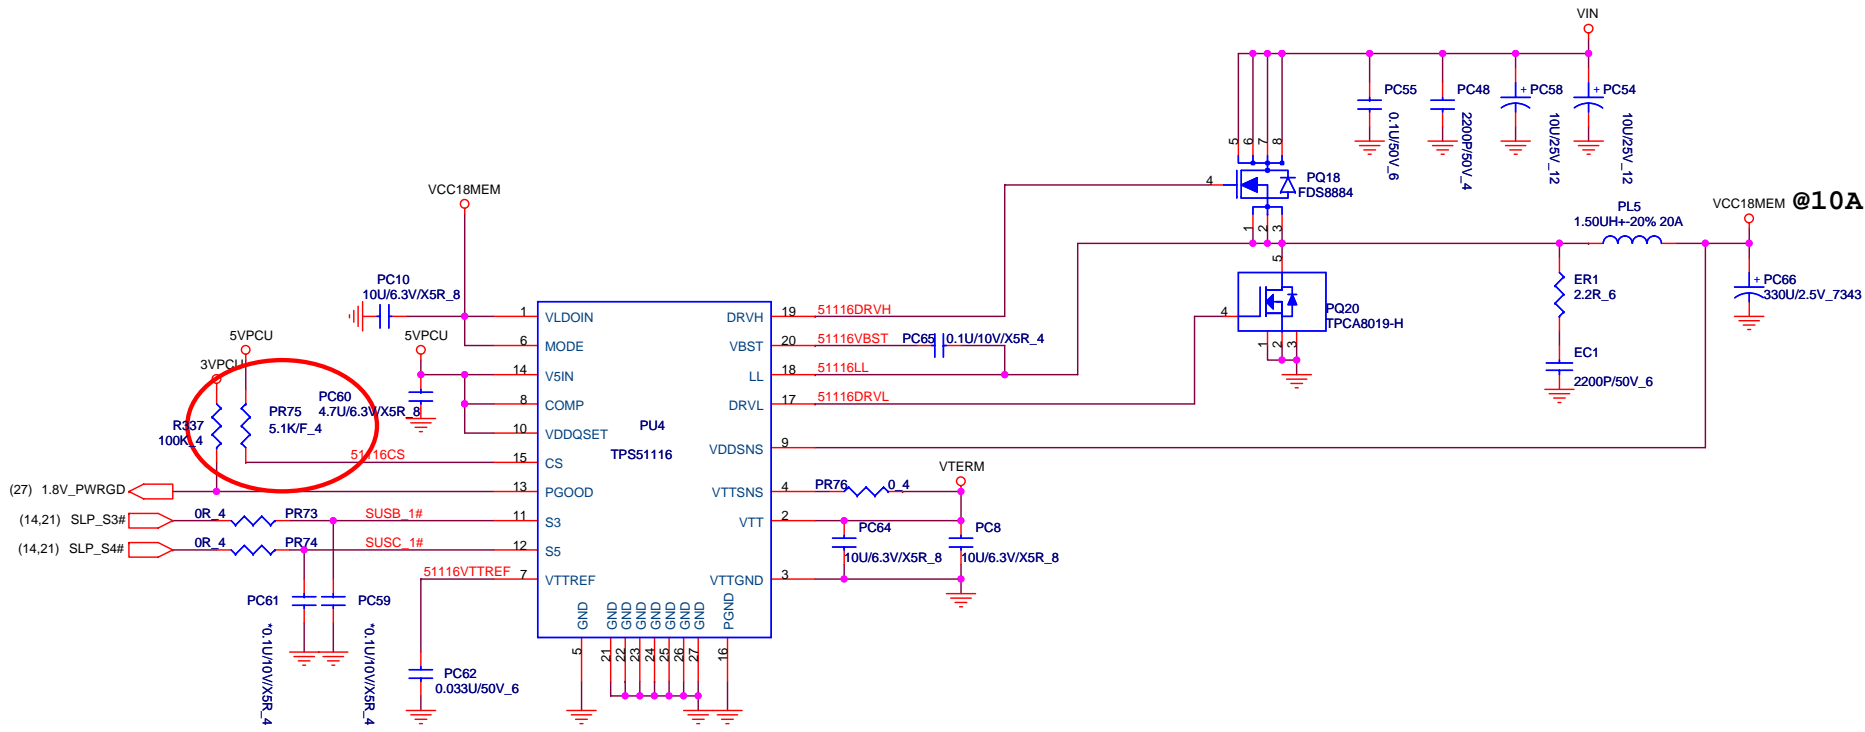 VIN
PC55
0.1U/50V_6
PC48
2200P/50V_4
+ PC58
10U/25V_12
+ PC54
10U/25V_12
5
6
7
8
4
PQ18
FDS8884
1
2
3
VCC18MEM @10A
PL5
1.50UH+-20% 20A
VCC18MEM
PC10
10U/6.3V/X5R_8
5
PQ20
TPCA8019-H
4
1
2
3
ER1
2.2R_6
EC1
2200P/50V_6
+ PC66
330U/2.5V_7343
5VPCU
3VPCU
5VPCU
PC60
4.7U/6.3V/X5R_8
PR75
5.1K/F_4
R337
100K_4
51116CS
(27) 1.8V_PWRGD
(14,21) SLP_S3#
0R_4
PR73
SUSB_1#
(14,21) SLP_S4#
0R_4
PR74
SUSC_1#
51116VTTREF
PC61
*0.1U/10V/X5R_4
PC59
*0.1U/10V/X5R_4
PC62
0.033U/50V_6
PU4
TPS51116
1 VLDOIN
6 MODE
14 V5IN
8 COMP
10 VDDQSET
15 CS
13 PGOOD
11 S3
12 S5
7 VTTREF
DRVH 19 51116DRVH
VBST 20 51116VBST
PC65 0.1U/10V/X5R_4
LL 18 51116LL
DRVL 17 51116DRVL
VDDSNS 9
VTTSNS 4
PR76 0_4
VTERM
VTT 2
PC64
10U/6.3V/X5R_8
PC8
10U/6.3V/X5R_8
VTTGND 3
GND
GND
GND
GND
GND
GND
GND
GND
PGND
5
21
22
23
24
25
26
27
16